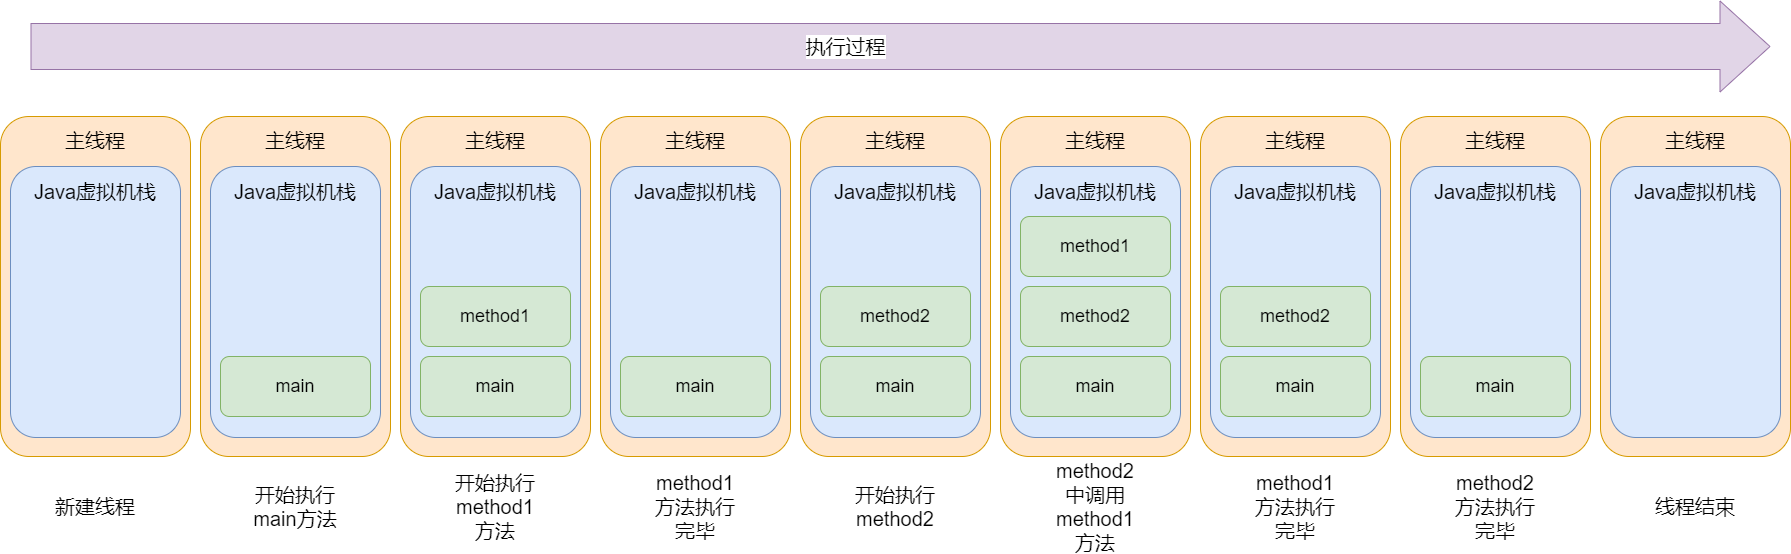 执行过程
主线程
Java虚拟机栈
新建线程
主线程
Java虚拟机栈
main
开始执行
main方法
主线程
Java虚拟机栈
method1
main
开始执行
method1
方法
主线程
Java虚拟机栈
main
method1
方法执行
完毕
主线程
Java虚拟机栈
method2
main
开始执行
method2
主线程
Java虚拟机栈
method1
method2
main
method2
中调用
method1
方法
主线程
Java虚拟机栈
method2
main
method1
方法执行
完毕
主线程
Java虚拟机栈
main
method2
方法执行
完毕
主线程
Java虚拟机栈
线程结束